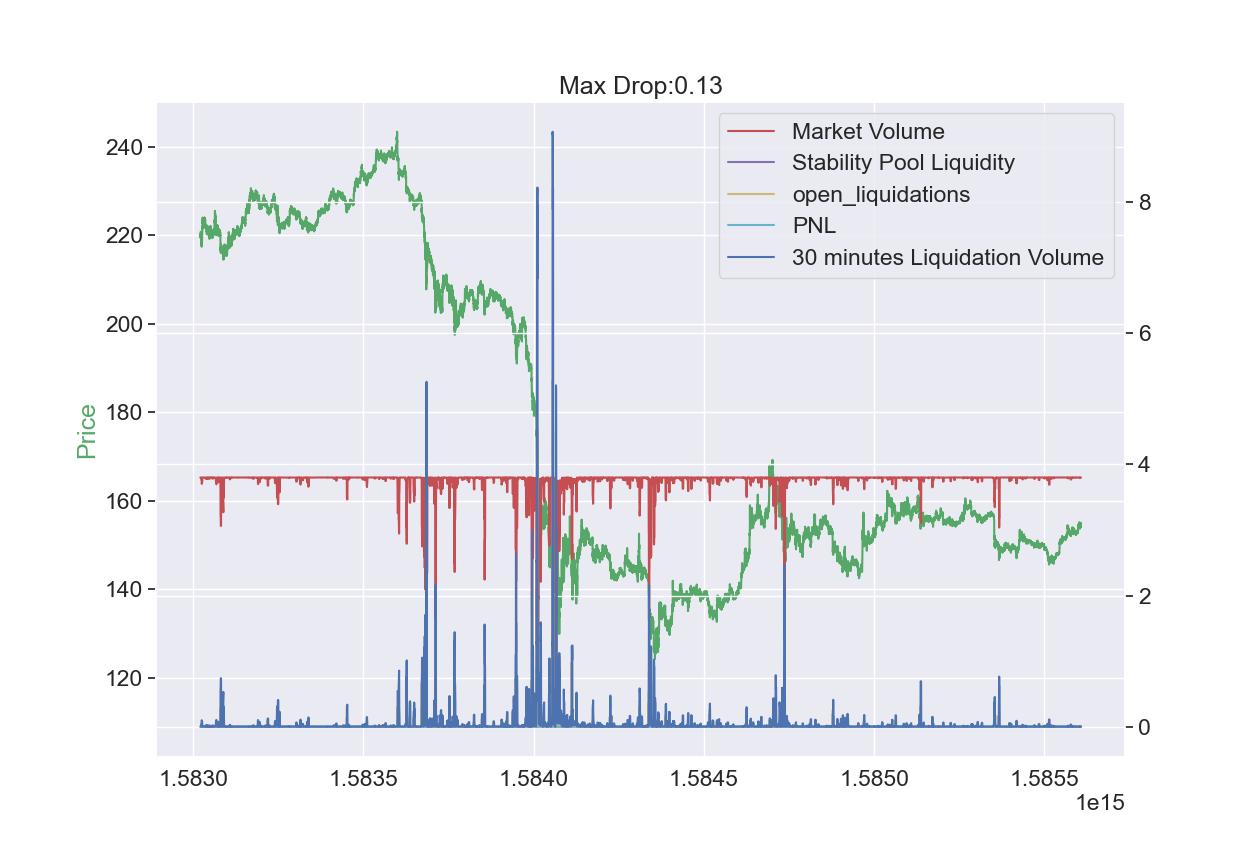 Max Drop:0.13
Market Volume
Stability Pool Liquidity
open_liquidations
PNL
30 minutes Liquidation Volume
Price
240
220
200
180
160
140
120
8
6
4
2
0
1.5830 1.5835 1.5840 1.5845 1.5850 1.5855
1e15